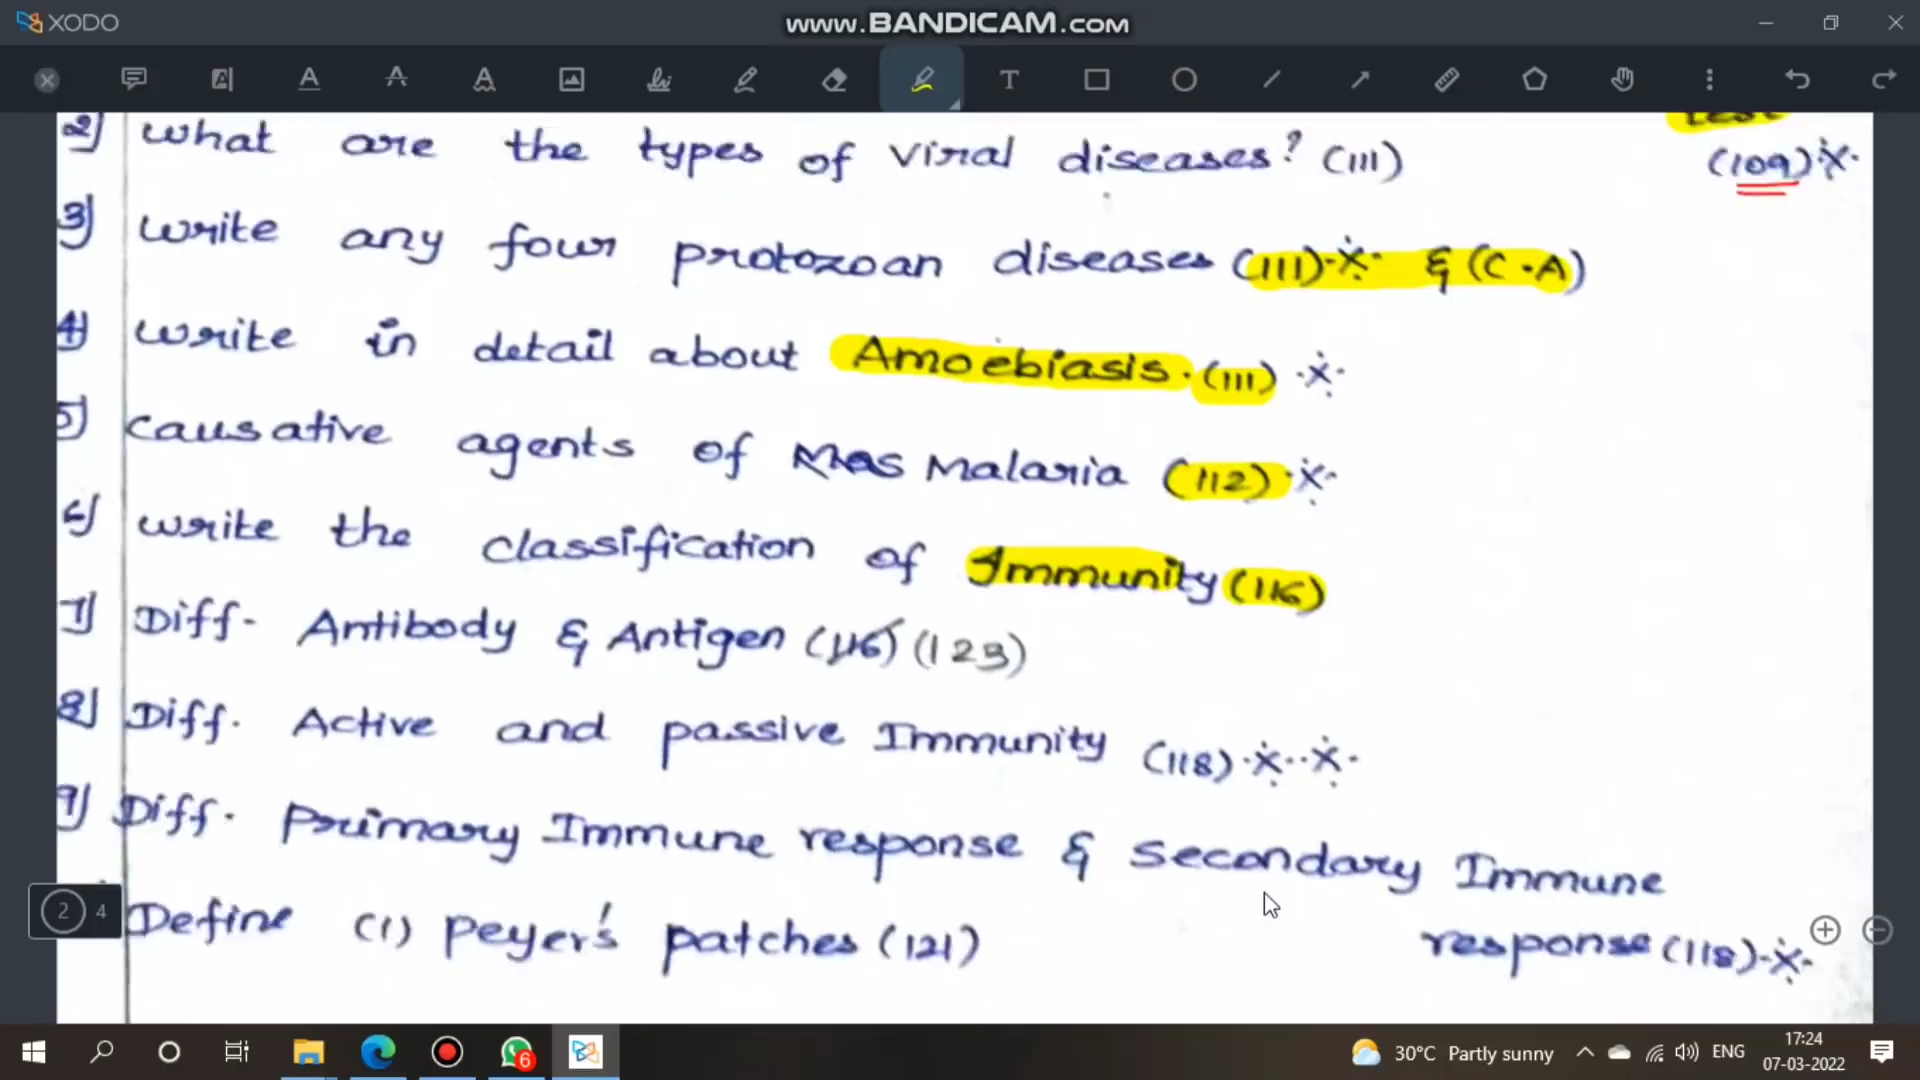 XODO
www.BANDICAM.com
test
2) What are the types of Viral diseases? (111) (109)
3) Write any four protozoan diseases (111) & (C.A)
4) Write in detail about Amoebiasis. (111)
5) Causative agents of Malaria (112)
6) Write the classification of Immunity (116)
7) Diff. Antibody & Antigen (116) (123)
8) Diff. Active and passive Immunity (118)
9) Diff. Primary Immune response & Secondary Immune
response (118)
Define (1) Peyer's patches (121)
2 4
6
30°C Partly sunny
ENG
17:24
07-03-2022